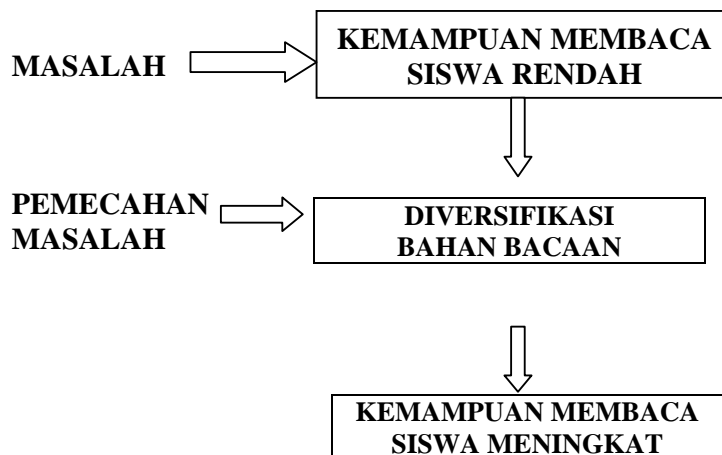 MASALAH
KEMAMPUAN MEMBACA
SISWA RENDAH
PEMECAHAN
MASALAH
DIVERSIFIKASI
BAHAN BACAAN
KEMAMPUAN MEMBACA
SISWA MENINGKAT